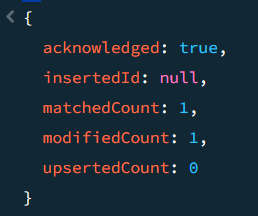 {
acknowledged: true,
insertedId: null,
matchedCount: 1,
modifiedCount: 1,
upsertedCount: 0
}